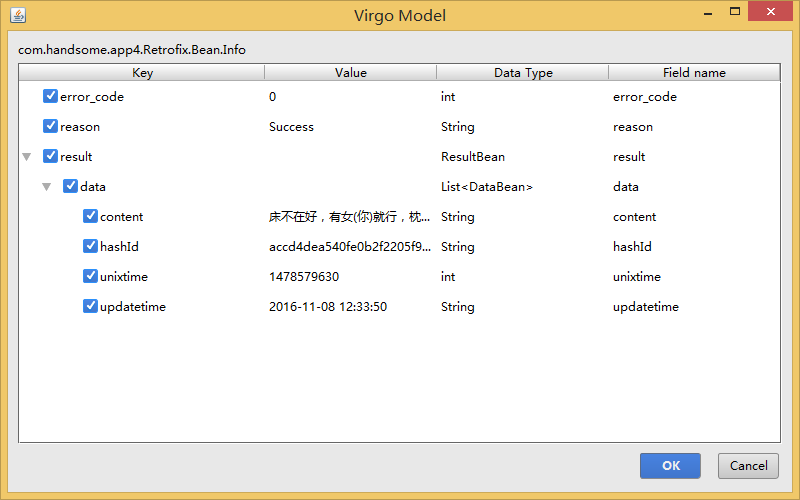 Virgo Model
com.handsome.app4.Retrofix.Bean.Info
Key Value Data Type Field name
error_code 0 int error_code
reason Success String reason
result ResultBean result
data List<DataBean> data
content 床不在好，有女(你)就行，枕... String content
hashId accd4dea540fe0b2f2205f9... String hashId
unixtime 1478579630 int unixtime
updatetime 2016-11-08 12:33:50 String updatetime
OK Cancel